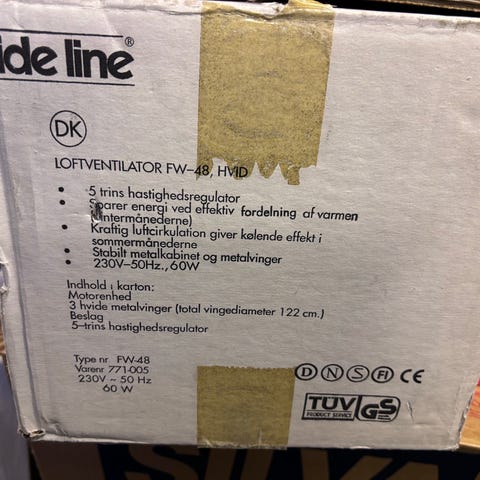 ide line®
DK
LOFTVENTILATOR FW-48, HVID
• 5 trins hastighedsregulator
• Sparer energi ved effektiv fordeling af varmen
(vintermånederne)
• Kraftig luftcirkulation giver kølende effekt i
sommermånederne
• Stabilt metalkabinet og metalvinger
• 230V-50Hz., 60W
Indhold i karton:
Motorenhed
3 hvide metalvinger (total vingediameter 122 cm.)
Beslag
5-trins hastighedsregulator
Type nr. FW-48
Varenr 771-005
230V ~ 50 Hz
60 W
D N S FI CE
TÜV
PRODUCT SERVICE
GS